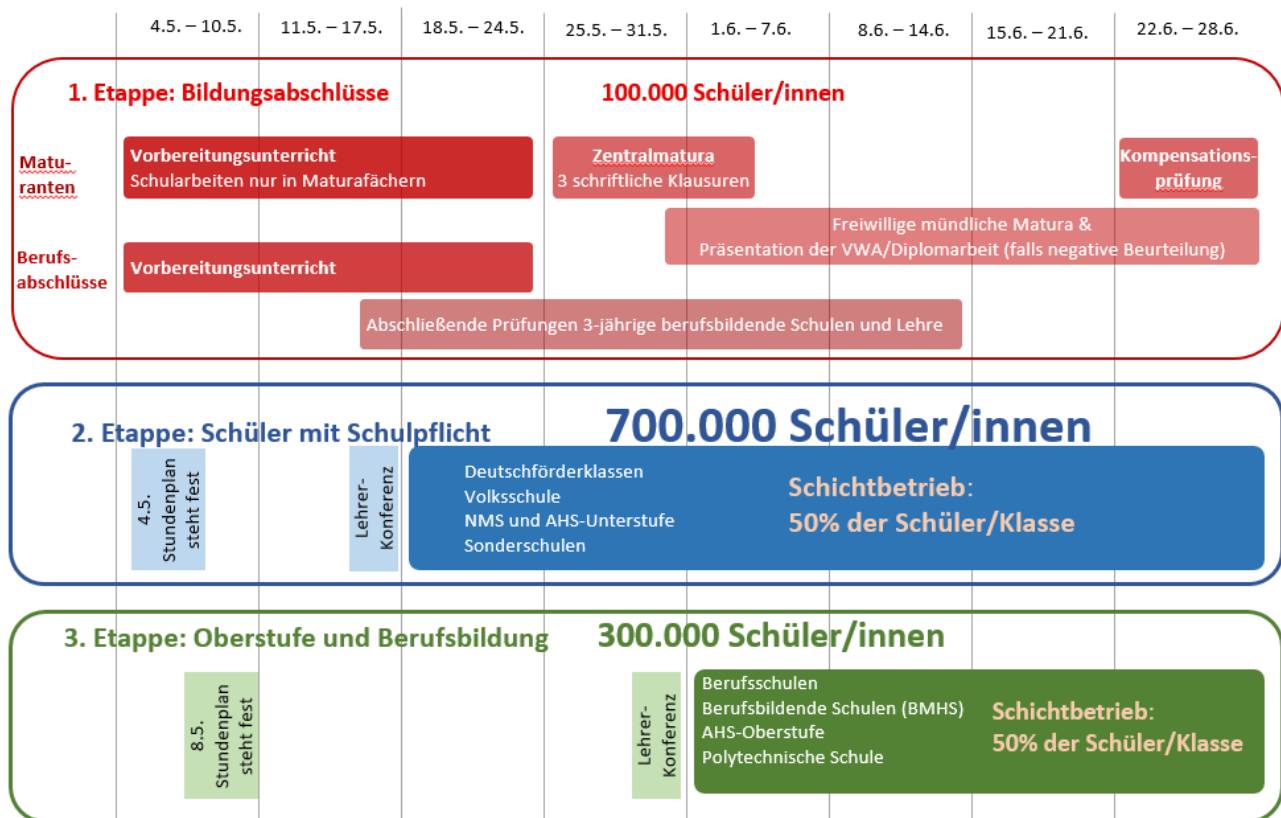 4.5. – 10.5.
11.5. – 17.5.
18.5. – 24.5.
25.5. – 31.5.
1.6. – 7.6.
8.6. – 14.6.
15.6. – 21.6.
22.6. – 28.6.
1. Etappe: Bildungsabschlüsse
100.000 Schüler/innen
Matu-
ranten
Vorbereitungsunterricht
Schularbeiten nur in Maturafächern
Zentralmatura
3 schriftliche Klausuren
Kompensations-
prüfung
Freiwillige mündliche Matura &
Präsentation der VWA/Diplomarbeit (falls negative Beurteilung)
Berufs-
abschlüsse
Vorbereitungsunterricht
Abschließende Prüfungen 3-jährige berufsbildende Schulen und Lehre
2. Etappe: Schüler mit Schulpflicht
700.000 Schüler/innen
4.5.
Stundenplan
steht fest
Lehrer-
Konferenz
Deutschförderklassen
Volksschule
NMS und AHS-Unterstufe
Sonderschulen
Schichtbetrieb:
50% der Schüler/Klasse
3. Etappe: Oberstufe und Berufsbildung
300.000 Schüler/innen
8.5.
Stundenplan
steht fest
Lehrer-
Konferenz
Berufsschulen
Berufsbildende Schulen (BMHS)
AHS-Oberstufe
Polytechnische Schule
Schichtbetrieb:
50% der Schüler/Klasse